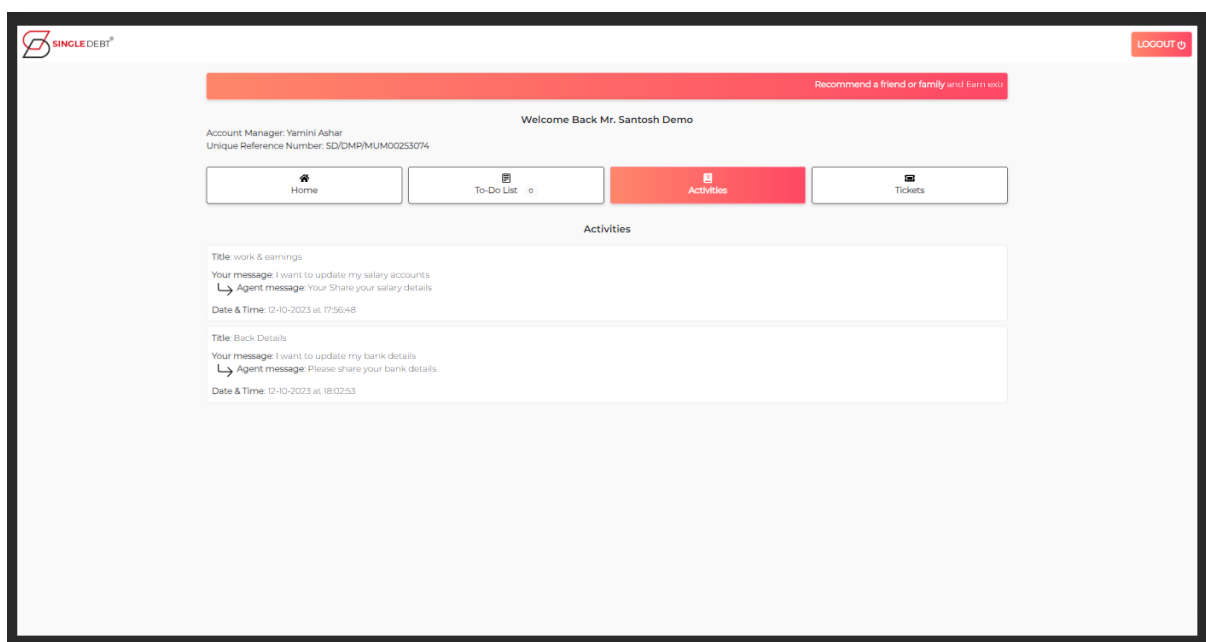 SINGLE DEBT®
LOGOUT
Recommend a friend or family and Earn extr
Welcome Back Mr. Santosh Demo
Account Manager: Yamini Ashar
Unique Reference Number: SD/DMP/MUM00253074
Home
To-Do List 0
Activities
Tickets
Activities
Title: work & earnings
Your message: I want to update my salary accounts
Agent message: Your Share your salary details
Date & Time: 12-10-2023 at 17:56:48
Title: Back Details
Your message: I want to update my bank details
Agent message: Please share your bank details
Date & Time: 12-10-2023 at 18:02:53